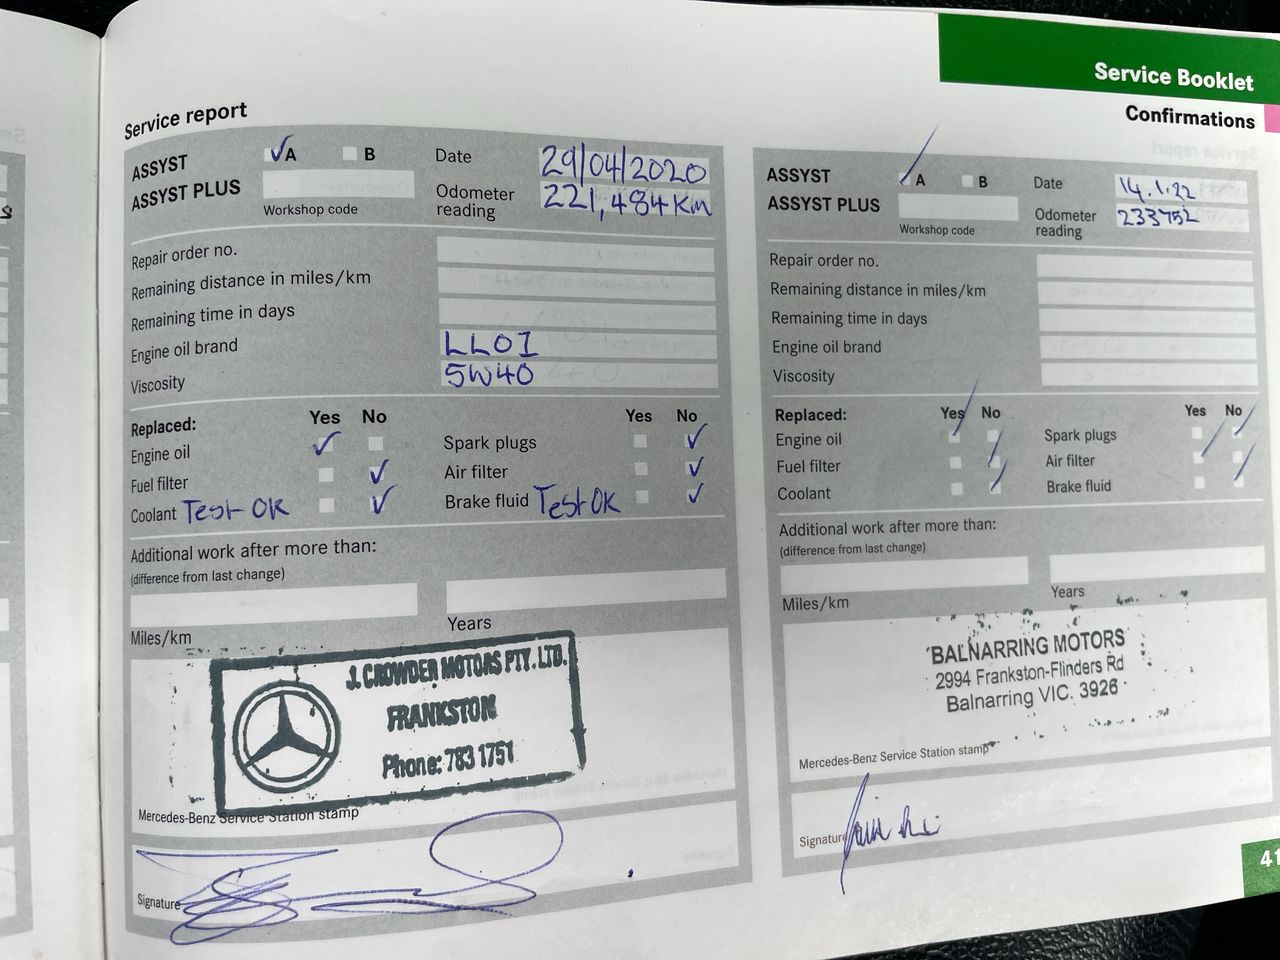 Service Booklet
Confirmations
Service report
ASSYST
A
B
Date 29/04/2020
ASSYST PLUS
Workshop code
Odometer reading 221,484 Km
Repair order no.
Remaining distance in miles/km
Remaining time in days
Engine oil brand LLOI
Viscosity 5W40
Replaced: Yes No
Yes No
Engine oil
Spark plugs
Fuel filter
Air filter
Coolant Test OK
Brake fluid Test OK
Additional work after more than:
(difference from last change)
Miles/km
Years
J. CROWDER MOTORS PTY. LTD.
FRANKSTON
Phone: 783 1751
Mercedes-Benz Service Station stamp
Signature
ASSYST
A
B
Date 14.1.22
ASSYST PLUS
Workshop code
Odometer reading 233752
Repair order no.
Remaining distance in miles/km
Remaining time in days
Engine oil brand
Viscosity
Replaced: Yes No
Yes No
Engine oil
Spark plugs
Fuel filter
Air filter
Coolant
Brake fluid
Additional work after more than:
(difference from last change)
Miles/km
Years
BALNARRING MOTORS
2994 Frankston-Flinders Rd
Balnarring VIC. 3926
Mercedes-Benz Service Station stamp
Signature
41